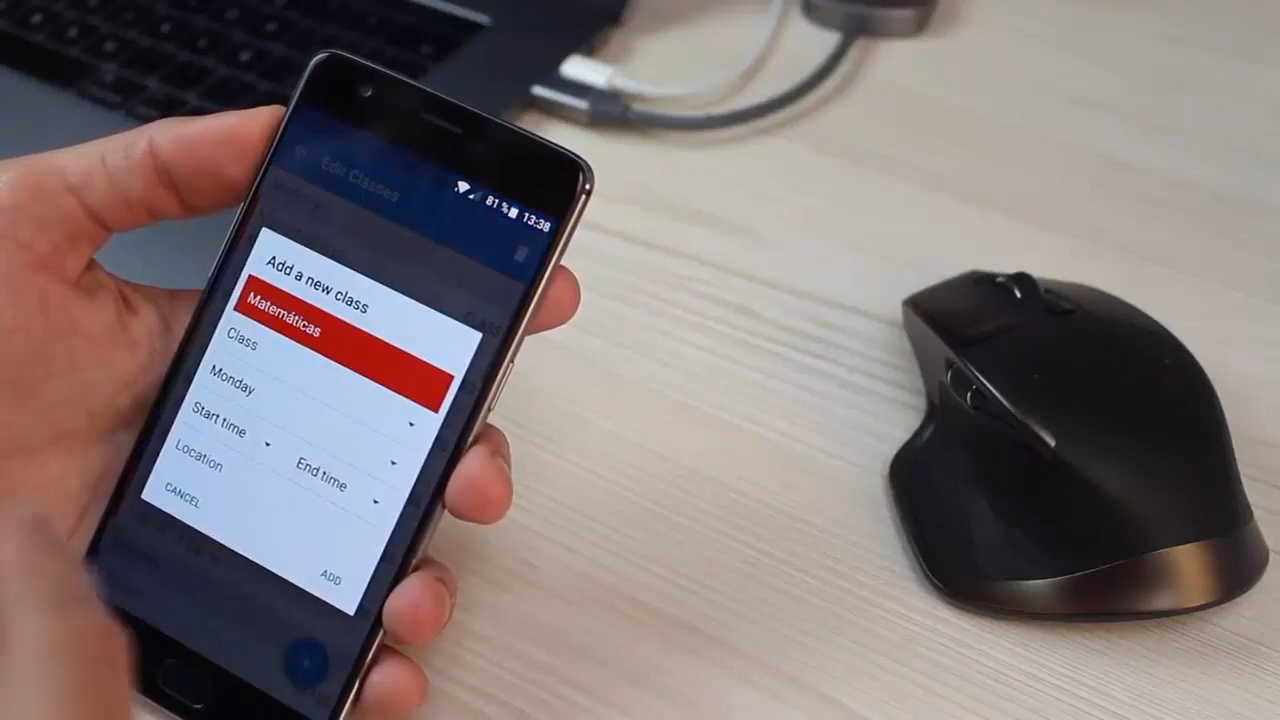 81 % 13:38
Edit Classes
Add a new class
Matemáticas
Class
Monday
Start time
End time
Location
CANCEL
ADD